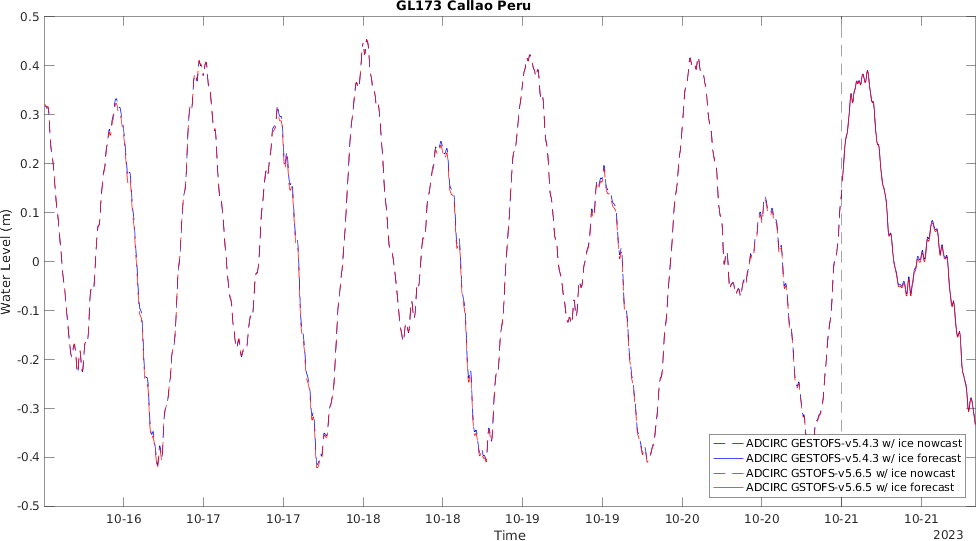 GL173 Callao Peru
0.5
0.4
0.3
0.2
0.1
0
-0.1
-0.2
-0.3
-0.4
-0.5
Water Level (m)
ADCIRC GESTOFS-v5.4.3 w/ ice nowcast
ADCIRC GESTOFS-v5.4.3 w/ ice forecast
ADCIRC GSTOFS-v5.6.5 w/ ice nowcast
ADCIRC GSTOFS-v5.6.5 w/ ice forecast
10-16 10-17 10-17 10-18 10-18 10-19 10-19 10-20 10-20 10-21 10-21
Time
2023